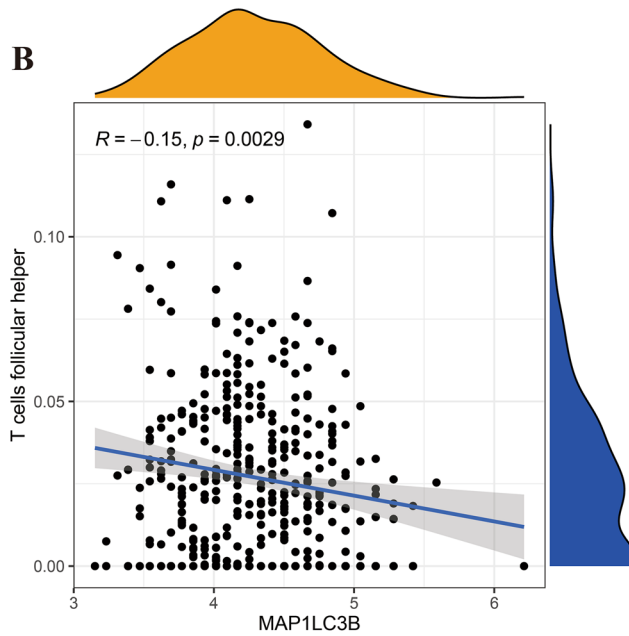 B
R = −0.15, p = 0.0029
0.10
0.05
0.00
T cells follicular helper
3 4 5 6
MAP1LC3B